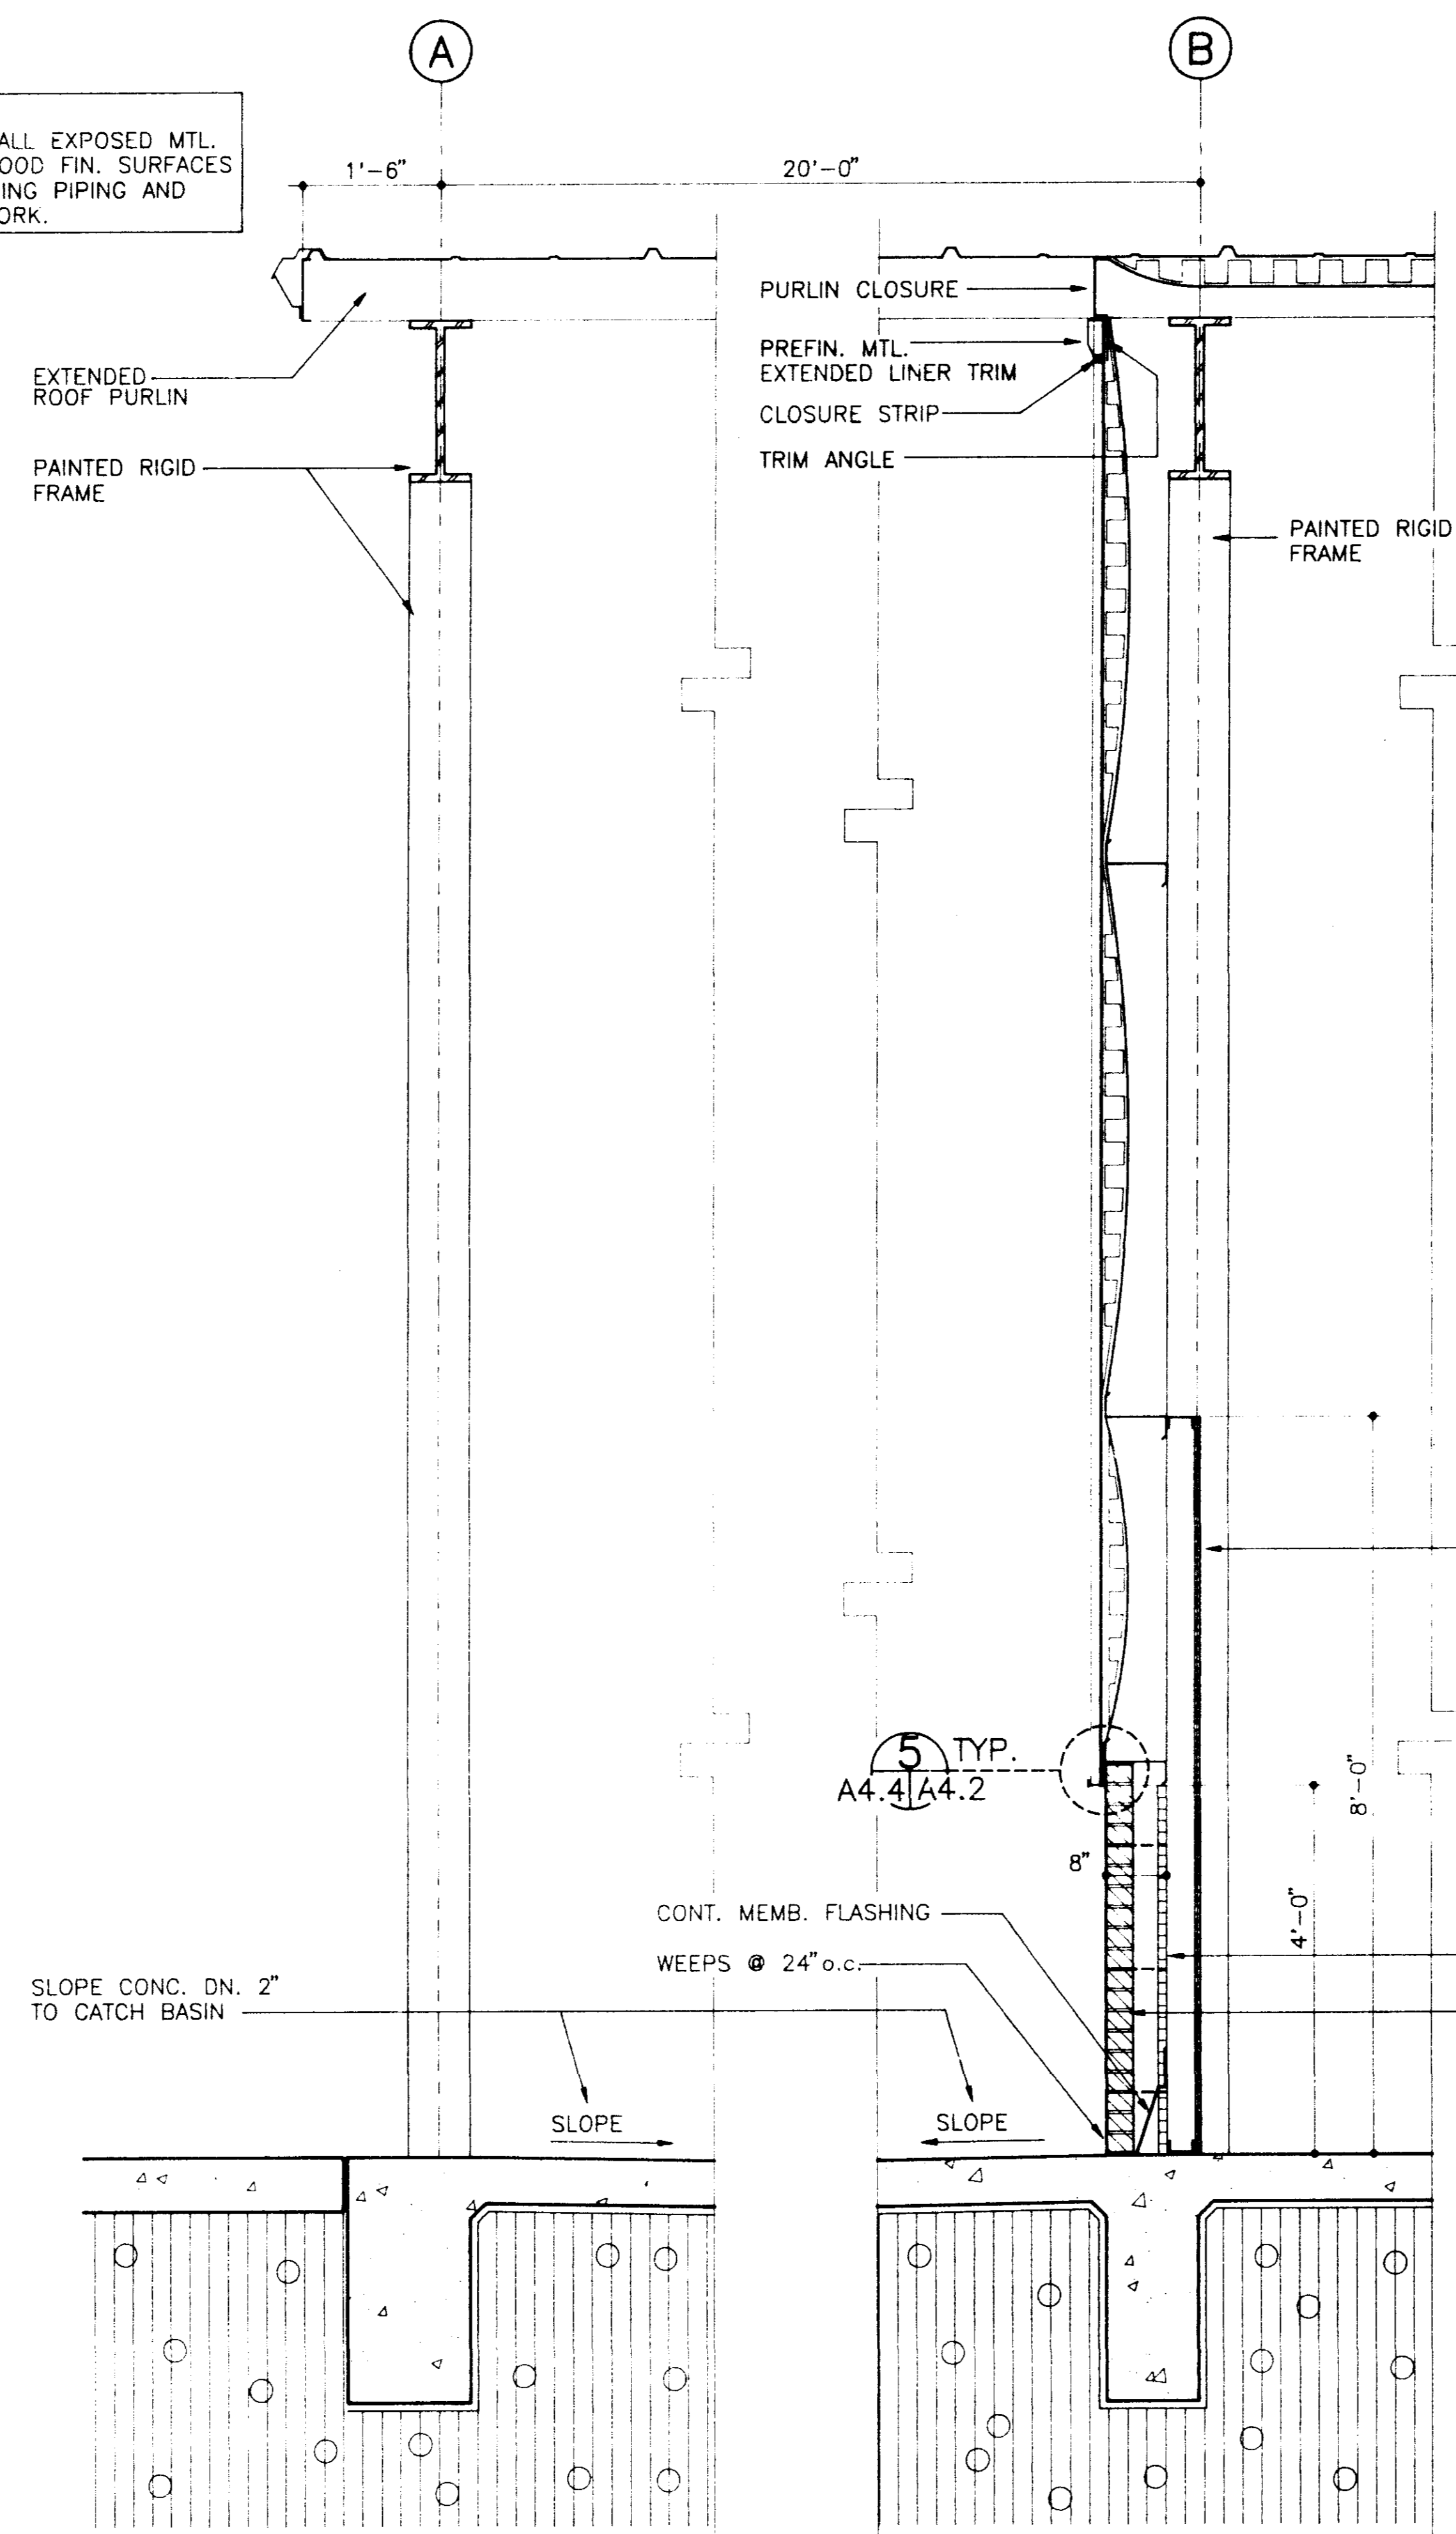 A
B
ALL EXPOSED MTL.
OOD FIN. SURFACES
ING PIPING AND
ORK.
1'-6"
20'-0"
PURLIN CLOSURE
PREFIN. MTL.
EXTENDED LINER TRIM
CLOSURE STRIP
TRIM ANGLE
EXTENDED
ROOF PURLIN
PAINTED RIGID
FRAME
PAINTED RIGID
FRAME
5 TYP.
A4.4 A4.2
8'-0"
8"
4'-0"
CONT. MEMB. FLASHING
WEEPS @ 24" o.c.
SLOPE CONC. DN. 2"
TO CATCH BASIN
SLOPE
SLOPE